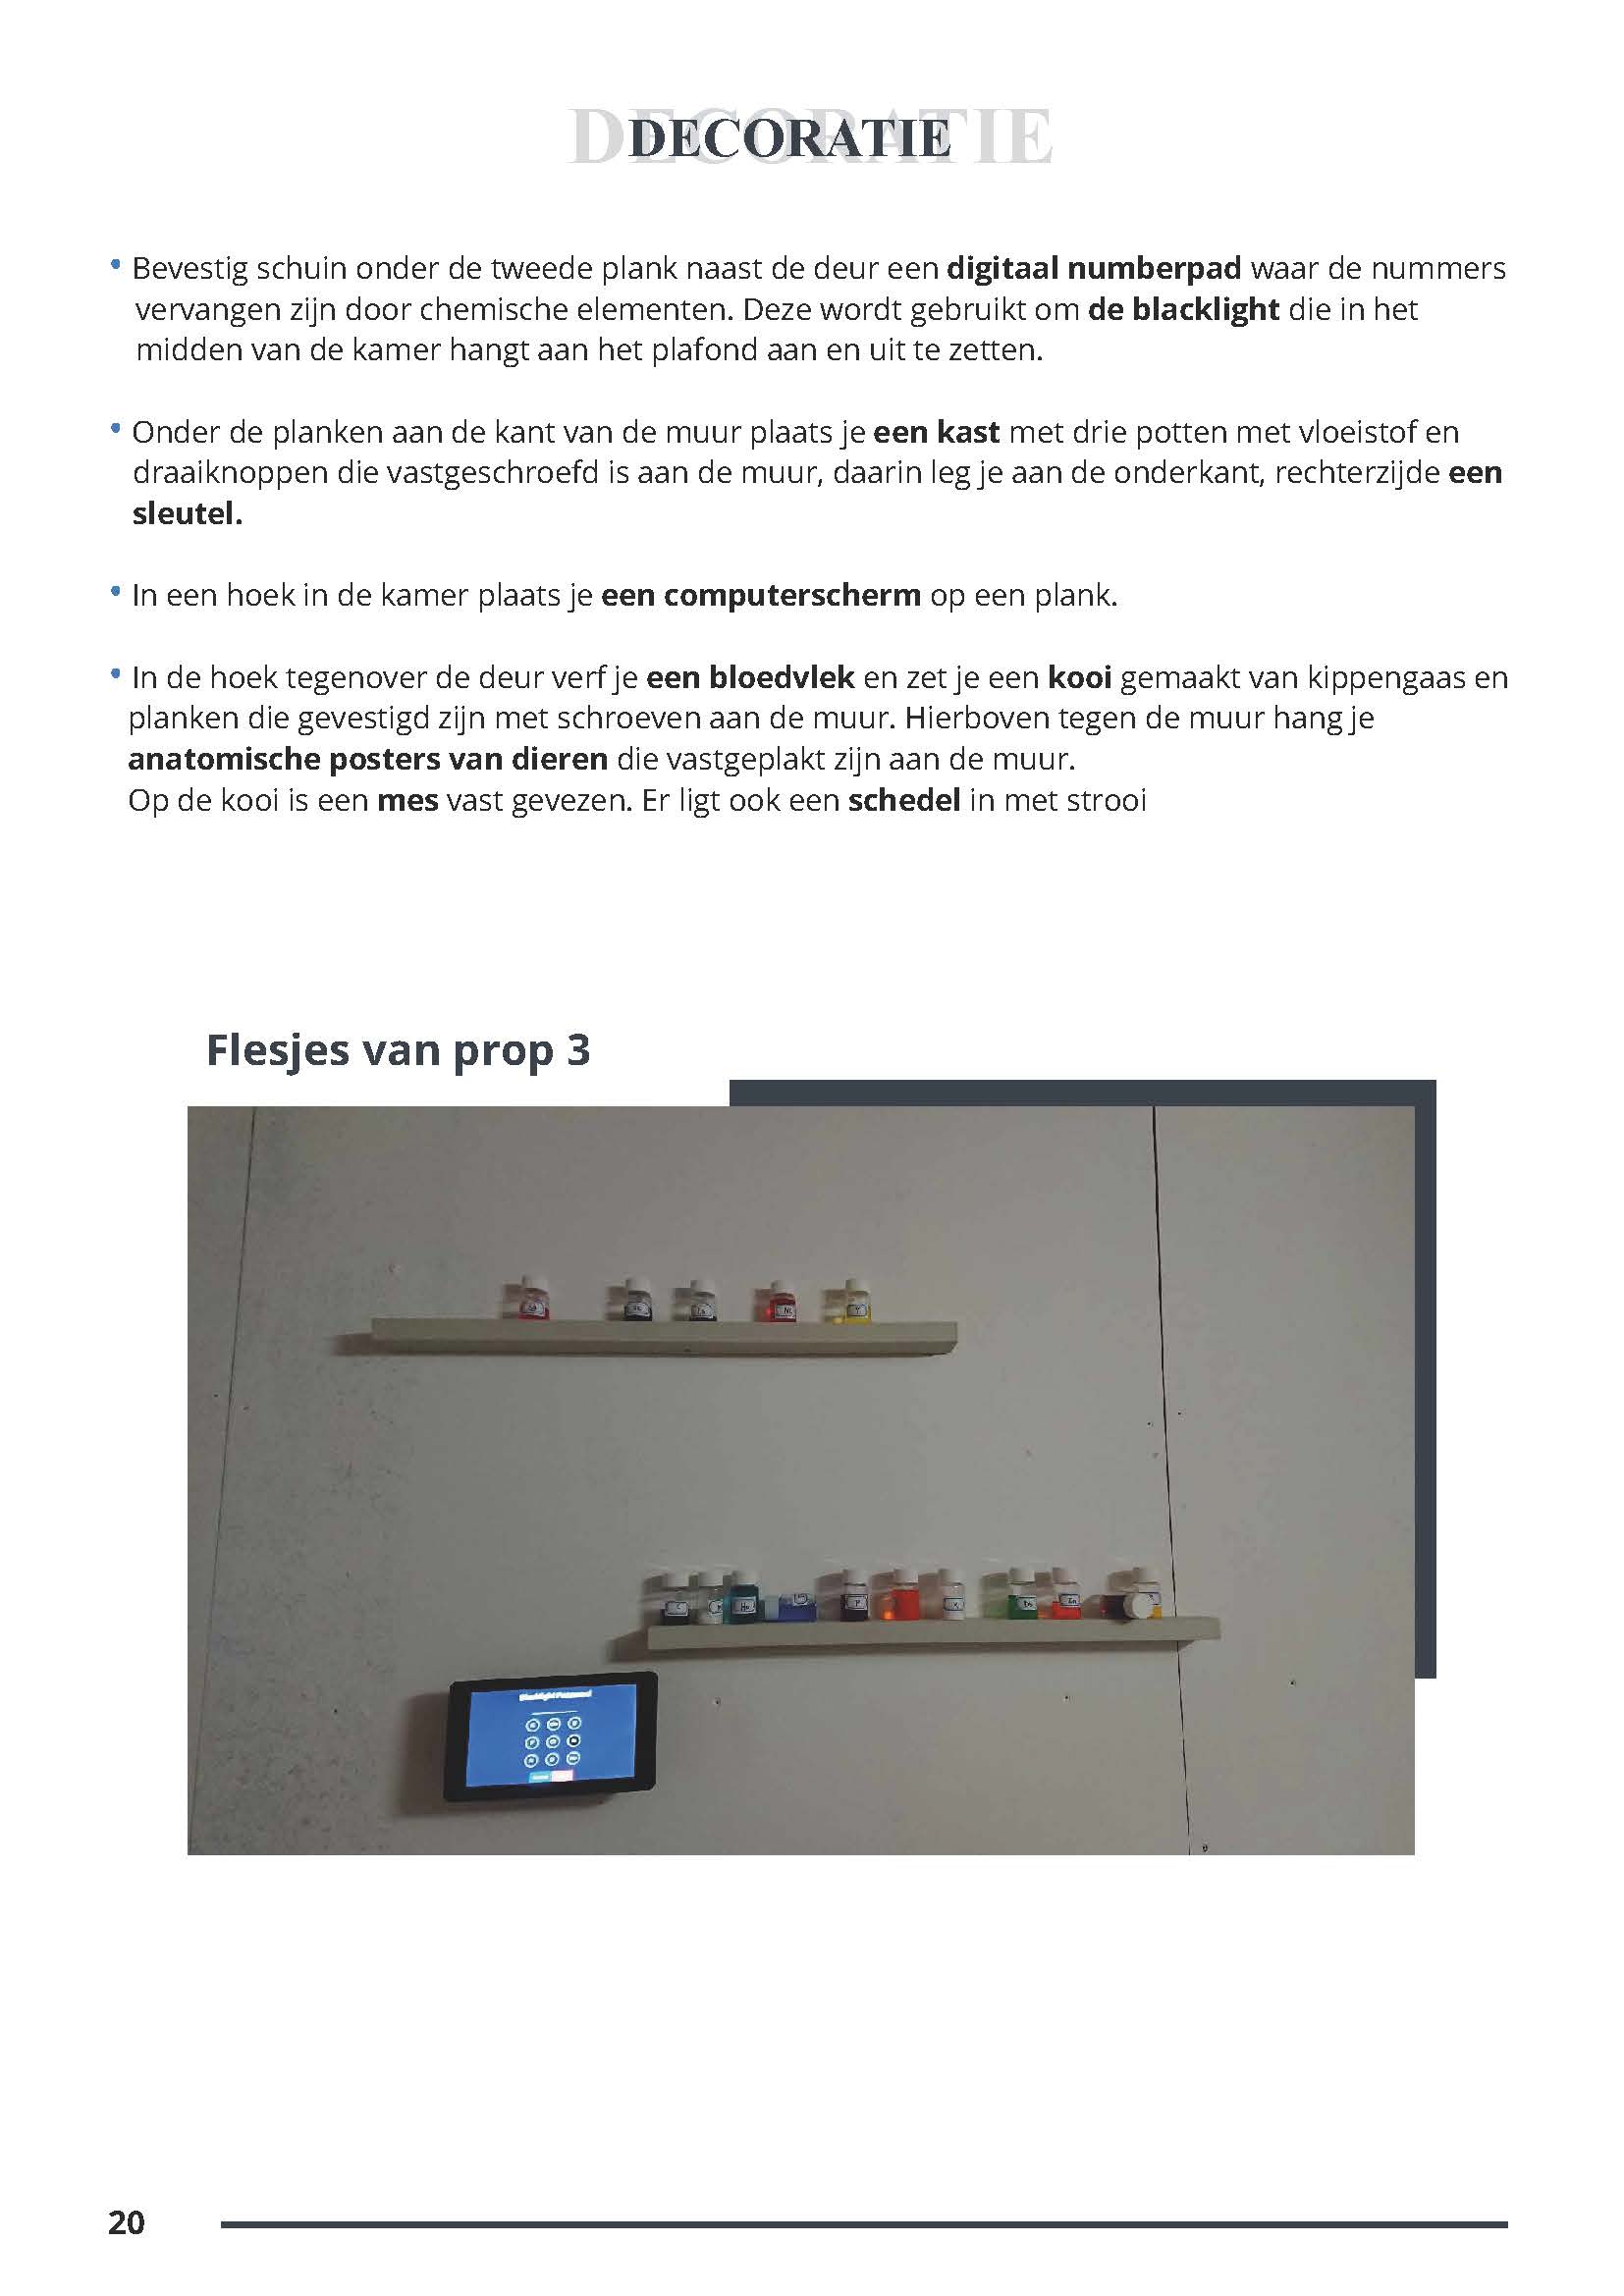 DECORATIE
Bevestig schuin onder de tweede plank naast de deur een digitaal numberpad waar de nummers
vervangen zijn door chemische elementen. Deze wordt gebruikt om de blacklight die in het
midden van de kamer hangt aan het plafond aan en uit te zetten.
Onder de planken aan de kant van de muur plaats je een kast met drie potten met vloeistof en
draaiknoppen die vastgeschroefd is aan de muur, daarin leg je aan de onderkant, rechterzijde een
sleutel.
In een hoek in de kamer plaats je een computerscherm op een plank.
In de hoek tegenover de deur verf je een bloedvlek en zet je een kooi gemaakt van kippengaas en
planken die gevestigd zijn met schroeven aan de muur. Hierboven tegen de muur hang je
anatomische posters van dieren die vastgeplakt zijn aan de muur.
Op de kooi is een mes vast gevezen. Er ligt ook een schedel in met strooi
Flesjes van prop 3
20